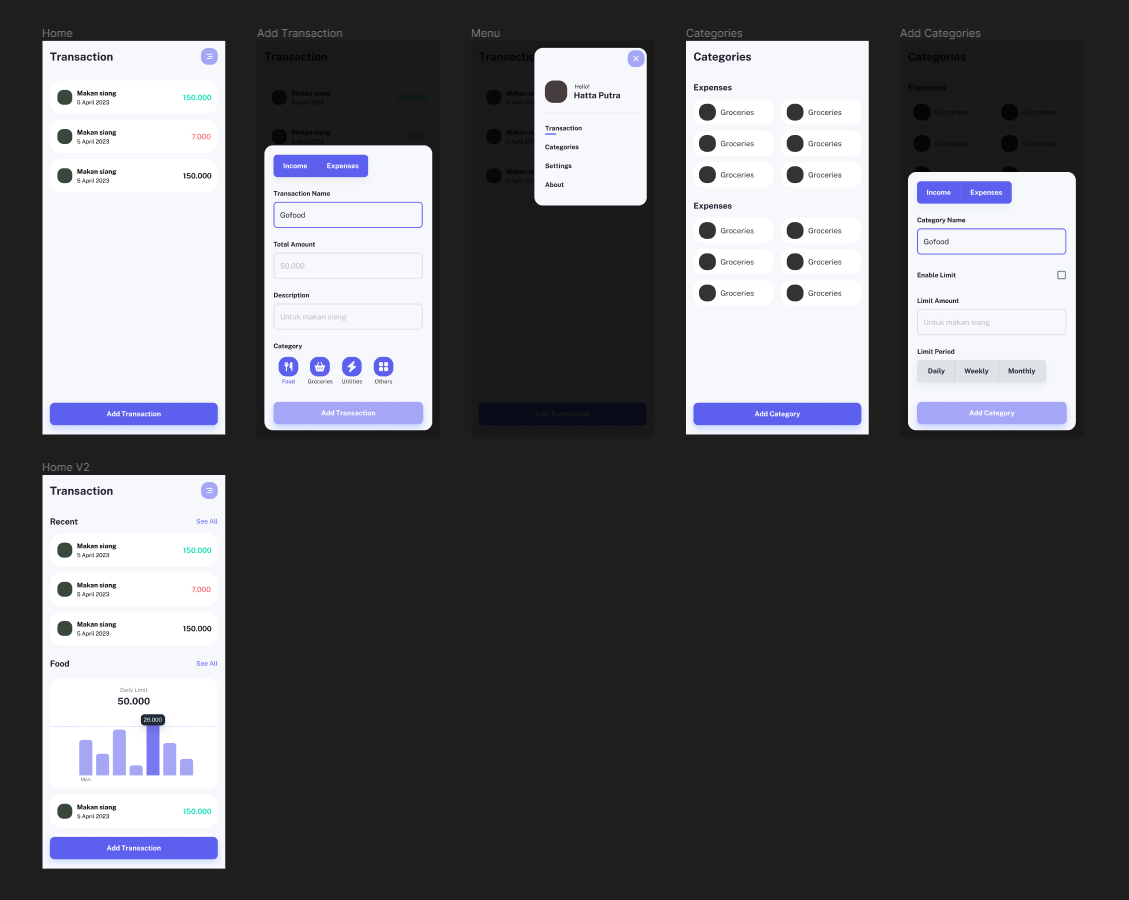 Home
Transaction
Makan siang
5 April 2023
150.000
Makan siang
5 April 2023
7.000
Makan siang
5 April 2023
150.000
Add Transaction
Add Transaction
Transaction
Makan siang
5 April 2023
150.000
Makan siang
5 April 2023
Income
Expenses
Transaction Name
Gofood
Total Amount
50.000
Description
Untuk makan siang
Category
Food
Groceries
Utilities
Others
Add Transaction
Menu
Transaction
Makan siang
5 April 2023
Makan siang
5 April 2023
Makan siang
5 April 2023
Hello!
Hatta Putra
Transaction
Categories
Settings
About
Add Transaction
Categories
Categories
Expenses
Groceries
Groceries
Groceries
Groceries
Groceries
Groceries
Expenses
Groceries
Groceries
Groceries
Groceries
Groceries
Groceries
Add Category
Add Categories
Categories
Expenses
Groceries
Groceries
Groceries
Groceries
Income
Expenses
Category Name
Gofood
Enable Limit
Limit Amount
Untuk makan siang
Limit Period
Daily
Weekly
Monthly
Add Category
Home V2
Transaction
Recent
See All
Makan siang
5 April 2023
150.000
Makan siang
5 April 2023
7.000
Makan siang
5 April 2023
150.000
Food
See All
Daily Limit
50.000
26.000
Mon
Makan siang
5 April 2023
150.000
Add Transaction